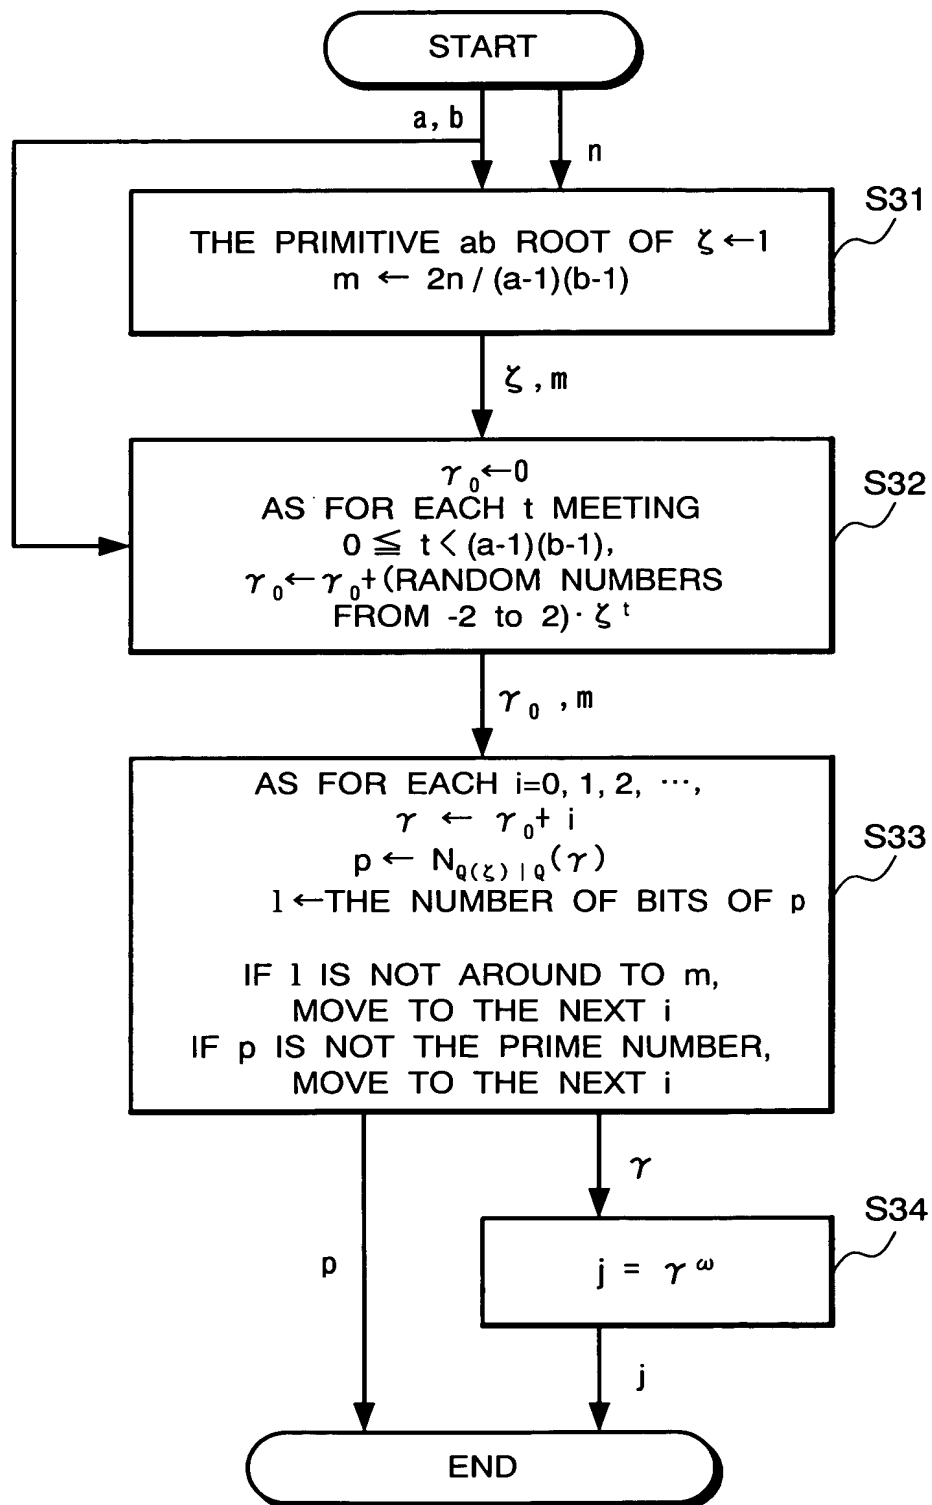 START
a, b
n
S31
THE PRIMITIVE ab ROOT OF ζ ← 1
m ← 2n / (a-1)(b-1)
ζ , m
S32
γ₀ ← 0
AS FOR EACH t MEETING
0 ≦ t < (a-1)(b-1),
γ₀ ← γ₀ + (RANDOM NUMBERS
FROM -2 to 2) · ζ ᵗ
γ₀ , m
S33
AS FOR EACH i=0, 1, 2, ⋯,
γ ← γ₀ + i
p ← N_{Q(ζ) | Q} (γ)
l ← THE NUMBER OF BITS OF p
IF l IS NOT AROUND TO m,
MOVE TO THE NEXT i
IF p IS NOT THE PRIME NUMBER,
MOVE TO THE NEXT i
γ
S34
p
j = γ^ω
j
END